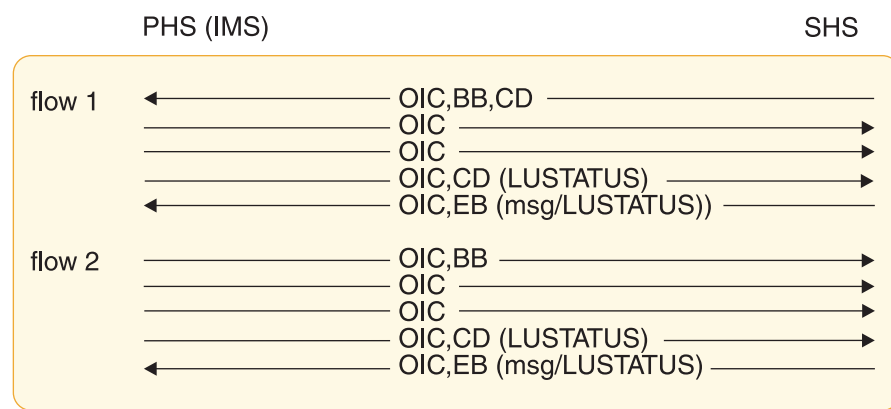 PHS (IMS) SHS
flow 1 OIC,BB,CD
OIC
OIC
OIC,CD (LUSTATUS)
OIC,EB (msg/LUSTATUS))
flow 2 OIC,BB
OIC
OIC
OIC,CD (LUSTATUS)
OIC,EB (msg/LUSTATUS)